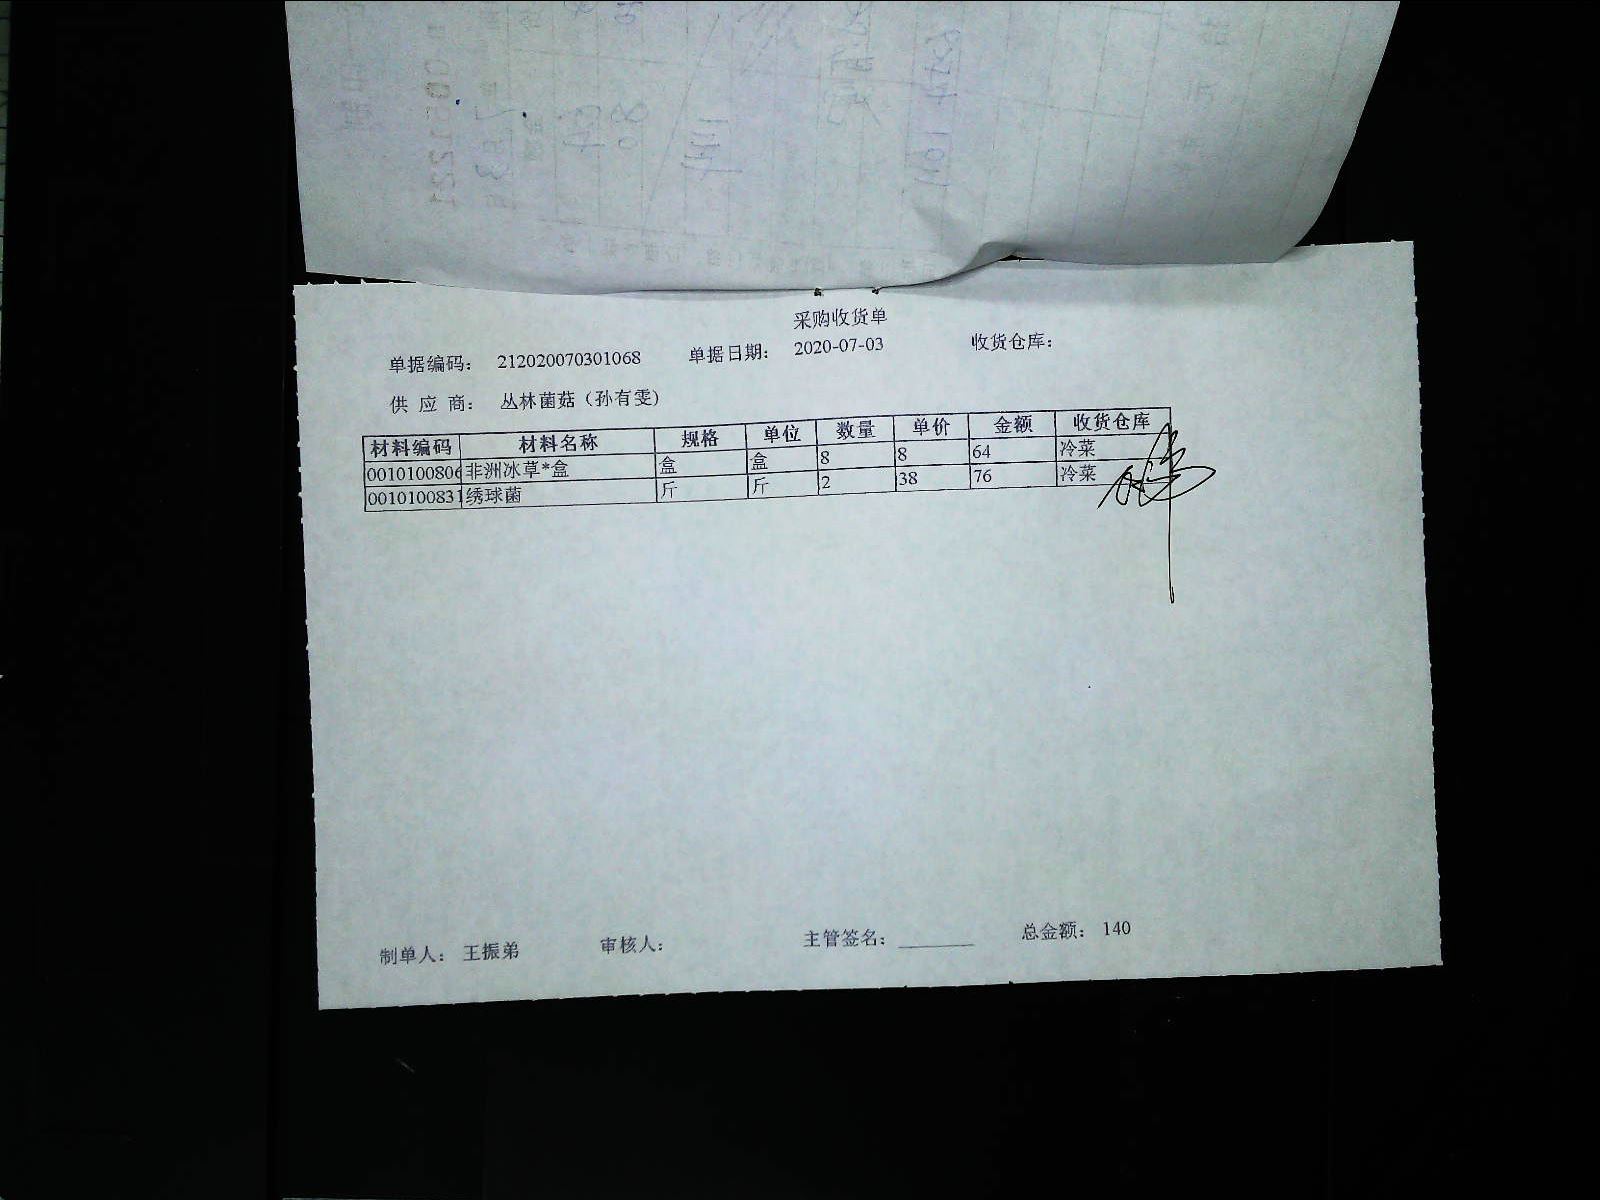 采购收货单
单据编码： 212020070301068 单据日期： 2020-07-03 收货仓库：
供 应 商： 丛林菌菇（孙有雯）
材料编码 材料名称 规格 单位 数量 单价 金额 收货仓库
0010100806 非洲冰草*盒 盒 盒 8 8 64 冷菜
0010100831 绣球菌 斤 斤 2 38 76 冷菜
制单人： 王振弟 审核人： 主管签名： ________ 总金额： 140